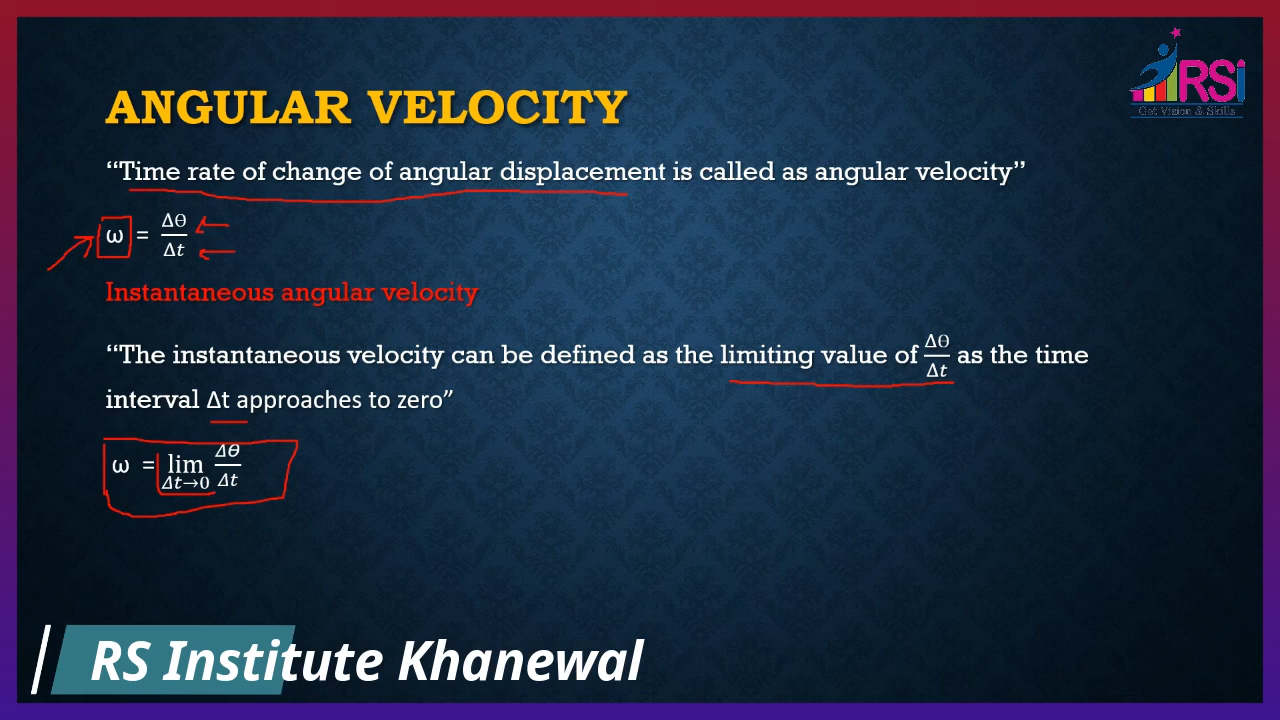 RSi
Get Vision & Skills
ANGULAR VELOCITY
“Time rate of change of angular displacement is called as angular velocity”
ω = Δθ/Δt
Instantaneous angular velocity
“The instantaneous velocity can be defined as the limiting value of Δθ/Δt as the time
interval Δt approaches to zero”
ω = lim Δt→0 Δθ/Δt
RS Institute Khanewal